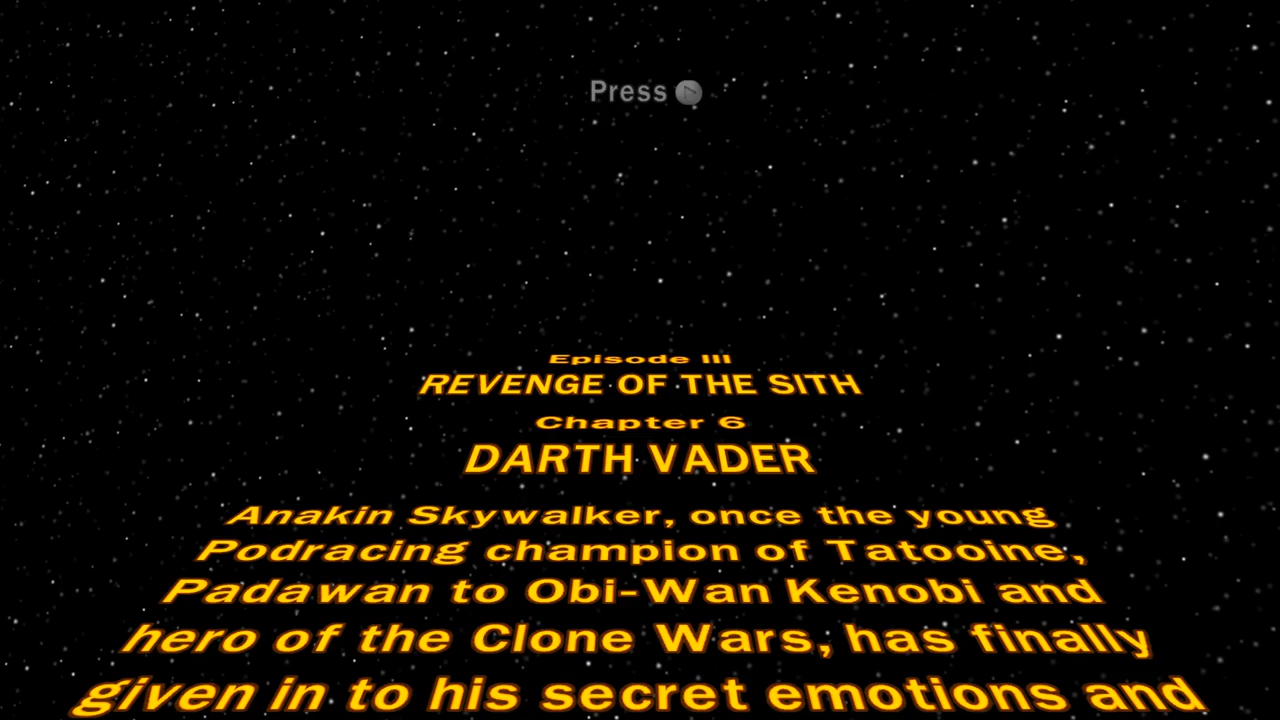 Press
Episode III
REVENGE OF THE SITH
Chapter 6
DARTH VADER
Anakin Skywalker, once the young
Podracing champion of Tatooine,
Padawan to Obi-Wan Kenobi and
hero of the Clone Wars, has finally
given in to his secret emotions and